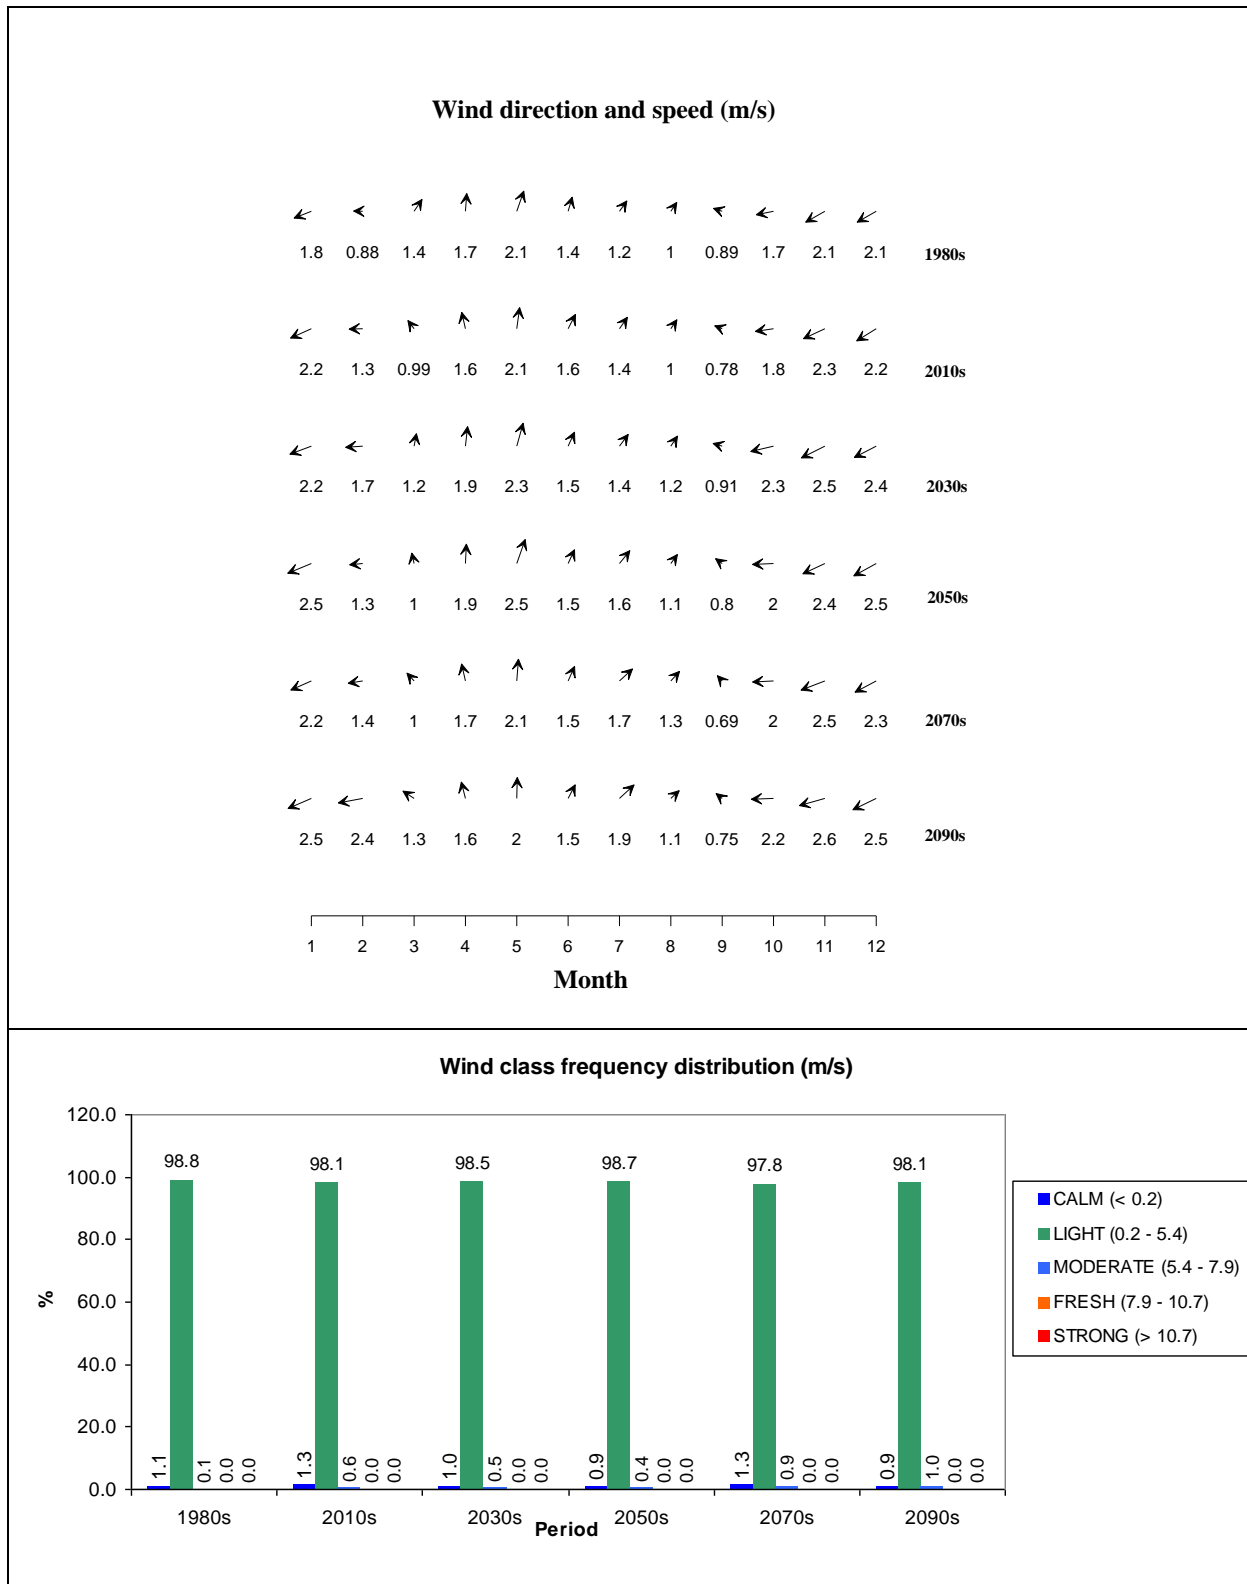 Wind direction and speed (m/s)
1.8 0.88 1.4 1.7 2.1 1.4 1.2 1 0.89 1.7 2.1 2.1 1980s
2.2 1.3 0.99 1.6 2.1 1.6 1.4 1 0.78 1.8 2.3 2.2 2010s
2.2 1.7 1.2 1.9 2.3 1.5 1.4 1.2 0.91 2.3 2.5 2.4 2030s
2.5 1.3 1 1.9 2.5 1.5 1.6 1.1 0.8 2 2.4 2.5 2050s
2.2 1.4 1 1.7 2.1 1.5 1.7 1.3 0.69 2 2.5 2.3 2070s
2.5 2.4 1.3 1.6 2 1.5 1.9 1.1 0.75 2.2 2.6 2.5 2090s
1 2 3 4 5 6 7 8 9 10 11 12
Month
Wind class frequency distribution (m/s)
120.0
100.0
80.0
60.0
40.0
20.0
0.0
%
98.8 98.1 98.5 98.7 97.8 98.1
1.1 0.1 0.0 0.0 1.3 0.6 0.0 0.0 1.0 0.5 0.0 0.0 0.9 0.4 0.0 0.0 1.3 0.9 0.0 0.0 0.9 1.0 0.0 0.0
1980s 2010s 2030s 2050s 2070s 2090s
Period
CALM (< 0.2)
LIGHT (0.2 - 5.4)
MODERATE (5.4 - 7.9)
FRESH (7.9 - 10.7)
STRONG (> 10.7)